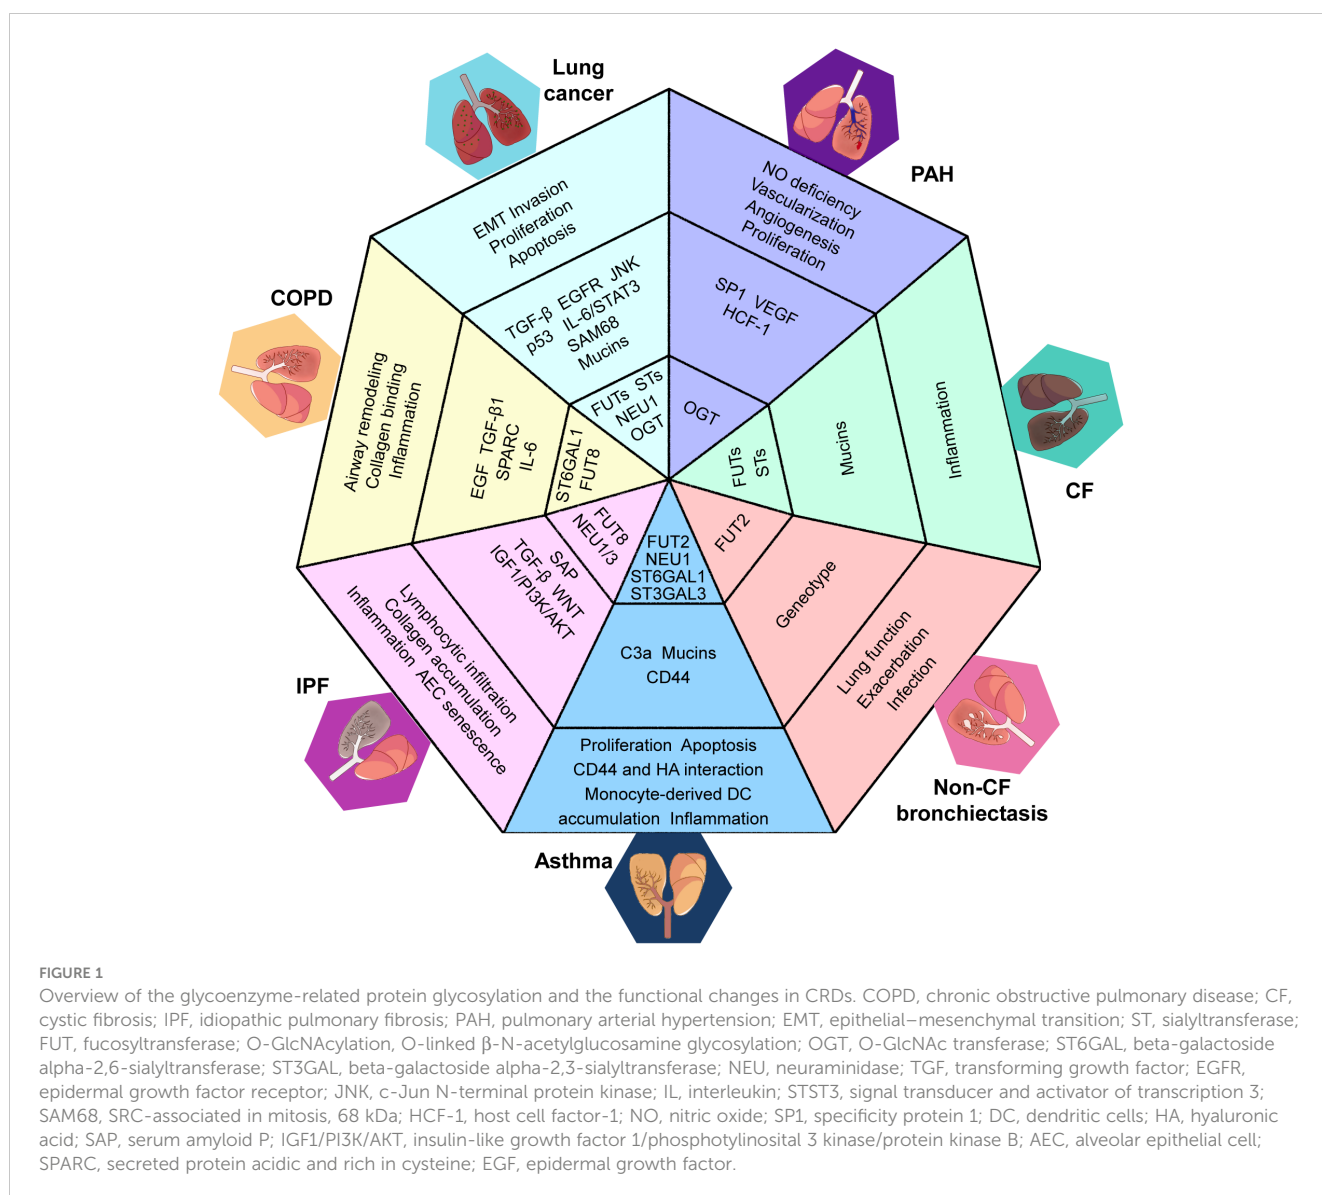 Lung
cancer
EMT Invasion
Proliferation
Apoptosis
TGF-β EGFR JNK
p53 IL-6/STAT3
SAM68
Mucins
FUTs STs
NEU1
OGT
PAH
NO deficiency
Vascularization
Angiogenesis
Proliferation
SP1 VEGF
HCF-1
OGT
CF
Inflammation
Mucins
FUTs
STs
Non-CF
bronchiectasis
Lung function
Exacerbation
Infection
Geneotype
FUT2
Asthma
FUT2
NEU1
ST6GAL1
ST3GAL3
C3a Mucins
CD44
Proliferation Apoptosis
CD44 and HA interaction
Monocyte-derived DC
accumulation Inflammation
IPF
FUT8
NEU1/3
SAP
TGF-β WNT
IGF1/PI3K/AKT
Lymphocytic infiltration
Collagen accumulation
Inflammation AEC senescence
COPD
Airway remodeling
Collagen binding
Inflammation
EGF TGF-β1
SPARC
IL-6
ST6GAL1
FUT8
FIGURE 1
Overview of the glycoenzyme-related protein glycosylation and the functional changes in CRDs. COPD, chronic obstructive pulmonary disease; CF,
cystic fibrosis; IPF, idiopathic pulmonary fibrosis; PAH, pulmonary arterial hypertension; EMT, epithelial–mesenchymal transition; ST, sialyltransferase;
FUT, fucosyltransferase; O-GlcNAcylation, O-linked β-N-acetylglucosamine glycosylation; OGT, O-GlcNAc transferase; ST6GAL, beta-galactoside
alpha-2,6-sialyltransferase; ST3GAL, beta-galactoside alpha-2,3-sialyltransferase; NEU, neuraminidase; TGF, transforming growth factor; EGFR,
epidermal growth factor receptor; JNK, c-Jun N-terminal protein kinase; IL, interleukin; STST3, signal transducer and activator of transcription 3;
SAM68, SRC-associated in mitosis, 68 kDa; HCF-1, host cell factor-1; NO, nitric oxide; SP1, specificity protein 1; DC, dendritic cells; HA, hyaluronic
acid; SAP, serum amyloid P; IGF1/PI3K/AKT, insulin-like growth factor 1/phosphotylinosital 3 kinase/protein kinase B; AEC, alveolar epithelial cell;
SPARC, secreted protein acidic and rich in cysteine; EGF, epidermal growth factor.